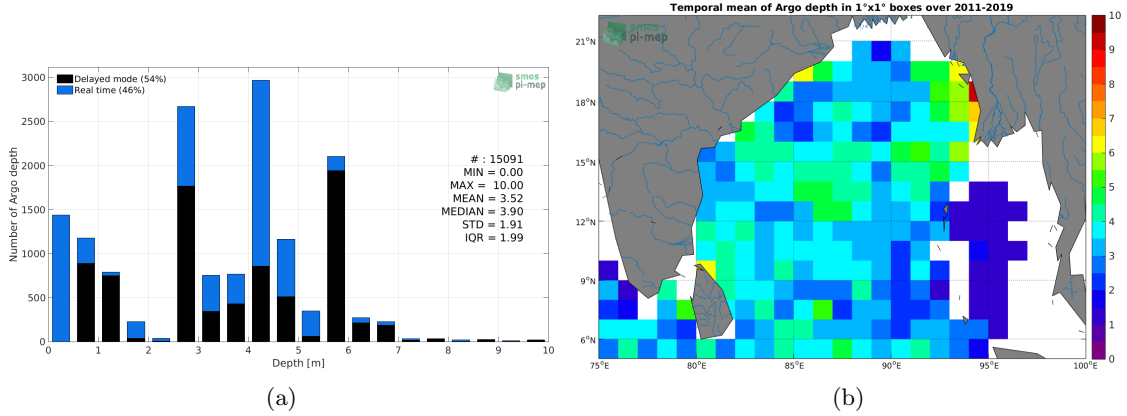 Temporal mean of Argo depth in 1°x1° boxes over 2011-2019
smos
pi-mep
Delayed mode (54%)
Real time (46%)
smos
pi-mep
# : 15091
MIN = 0.00
MAX = 10.00
MEAN = 3.52
MEDIAN = 3.90
STD = 1.91
IQR = 1.99
Number of Argo depth
3000
2500
2000
1500
1000
500
0
0 1 2 3 4 5 6 7 8 9 10
Depth [m]
(a)
21°N
18°N
15°N
12°N
9°N
6°N
75°E 80°E 85°E 90°E 95°E 100°E
10
9
8
7
6
5
4
3
2
1
0
(b)